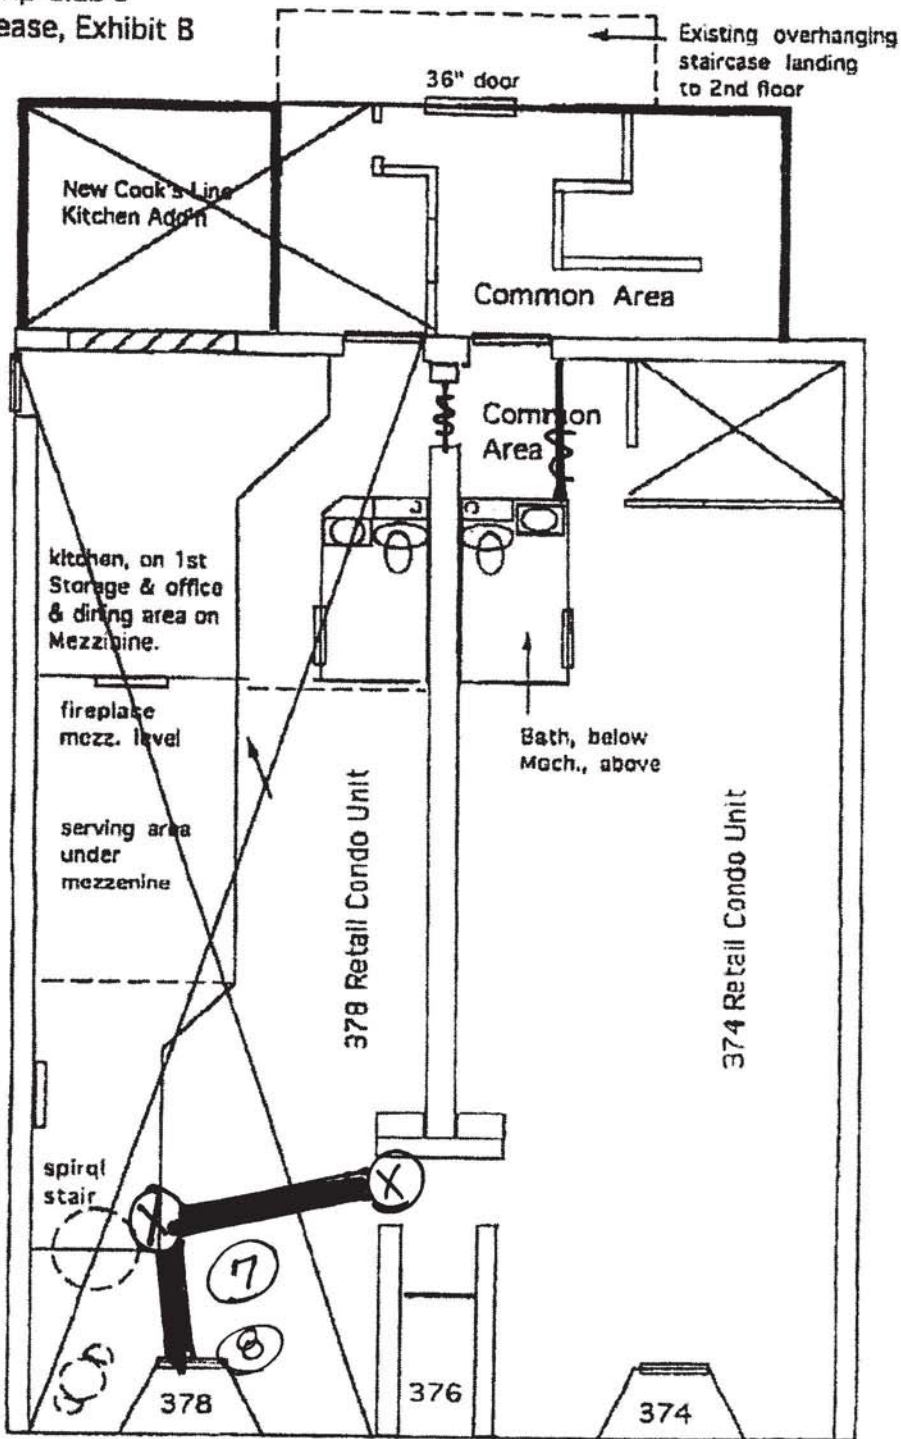 ease, Exhibit B
Existing overhanging
staircase landing
to 2nd floor
36" door
New Cook's Line
Kitchen Add'n
Common Area
Common
Area
kitchen, on 1st
Storage & office
& dining area on
Mezzinine.
fireplace
mezz. level
Bath, below
Mech., above
serving area
under
mezzenine
378 Retail Condo Unit
374 Retail Condo Unit
spiral
stair
X
X
7
8
378
376
374